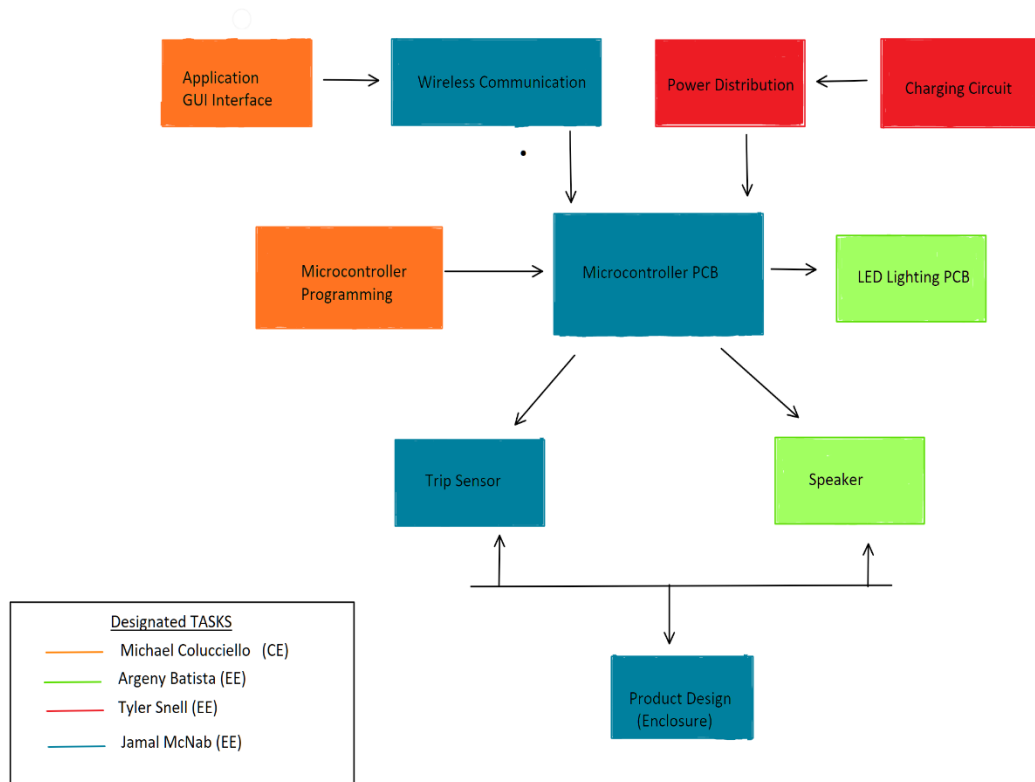 Application
GUI Interface
Wireless Communication
Power Distribution
Charging Circuit
Microcontroller
Programming
Microcontroller PCB
LED Lighting PCB
Trip Sensor
Speaker
Product Design
(Enclosure)
Designated TASKS
Michael Colucciello (CE)
Argeny Batista (EE)
Tyler Snell (EE)
Jamal McNab (EE)